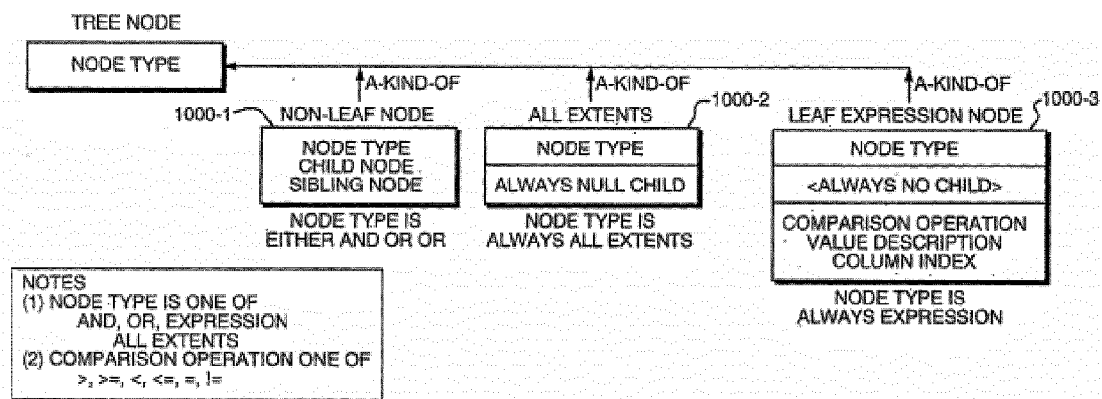 TREE NODE
NODE TYPE
A-KIND-OF
A-KIND-OF
A-KIND-OF
1000-1
NON-LEAF NODE
NODE TYPE
CHILD NODE
SIBLING NODE
NODE TYPE IS
EITHER AND OR OR
ALL EXTENTS
1000-2
NODE TYPE
ALWAYS NULL CHILD
NODE TYPE IS
ALWAYS ALL EXTENTS
1000-3
LEAF EXPRESSION NODE
NODE TYPE
<ALWAYS NO CHILD>
COMPARISON OPERATION
VALUE DESCRIPTION
COLUMN INDEX
NODE TYPE IS
ALWAYS EXPRESSION
NOTES
(1) NODE TYPE IS ONE OF
AND, OR, EXPRESSION
ALL EXTENTS
(2) COMPARISON OPERATION ONE OF
>, >=, <, <=, =, !=